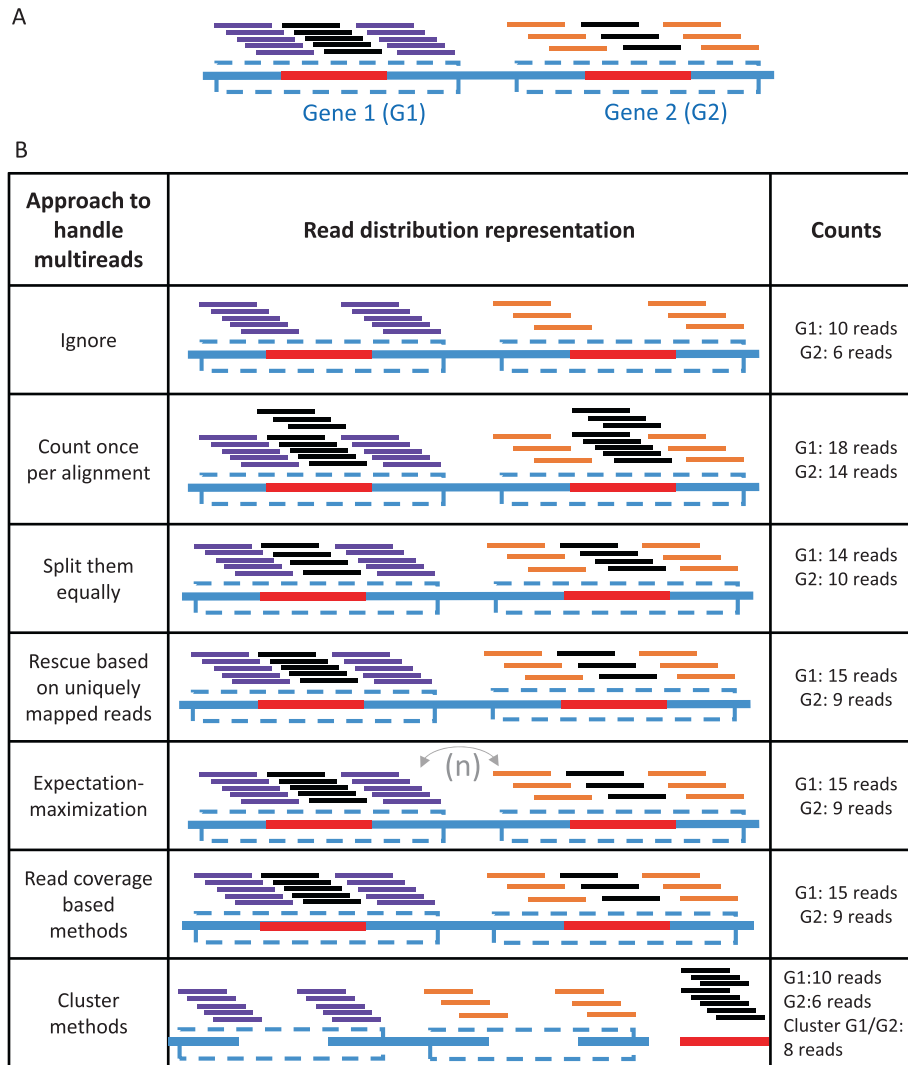 A
Gene 1 (G1)
Gene 2 (G2)
B
Approach to
handle
multireads
Read distribution representation
Counts
Ignore
G1: 10 reads
G2: 6 reads
Count once
per alignment
G1: 18 reads
G2: 14 reads
Split them
equally
G1: 14 reads
G2: 10 reads
Rescue based
on uniquely
mapped reads
G1: 15 reads
G2: 9 reads
Expectation-
maximization
(n)
G1: 15 reads
G2: 9 reads
Read coverage
based
methods
G1: 15 reads
G2: 9 reads
Cluster
methods
G1:10 reads
G2:6 reads
Cluster G1/G2:
8 reads